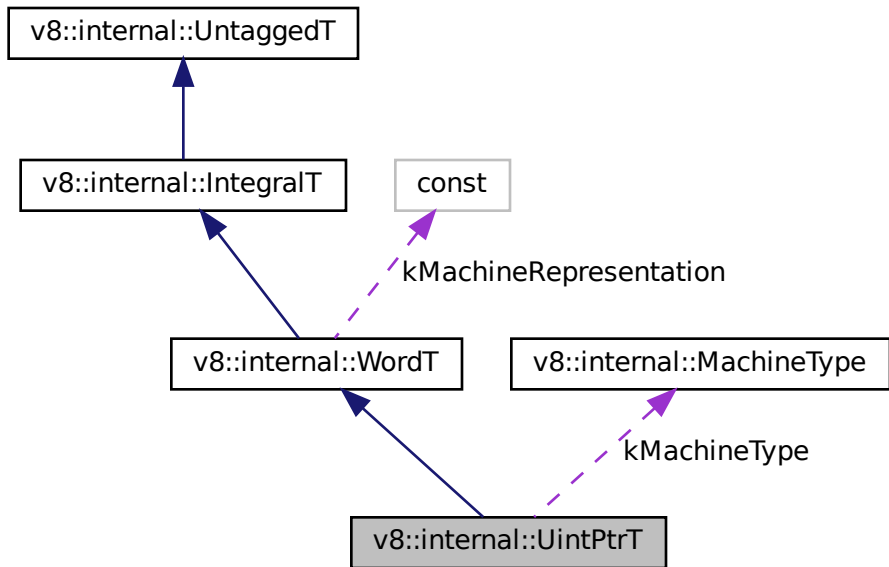 v8::internal::UntaggedT
v8::internal::IntegralT
const
kMachineRepresentation
v8::internal::WordT
v8::internal::MachineType
kMachineType
v8::internal::UintPtrT